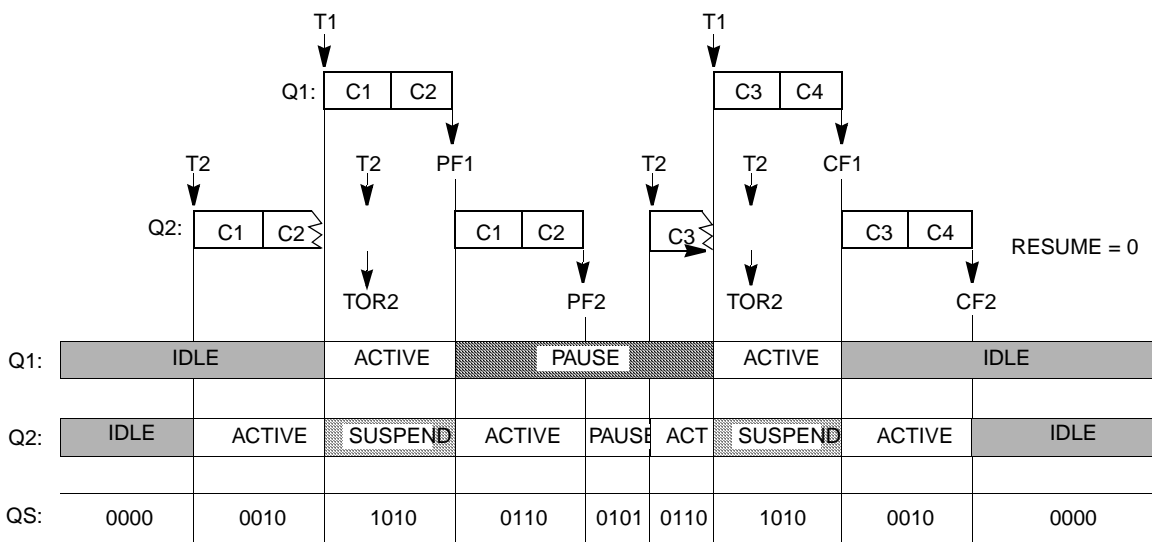 T1 T1
Q1: C1 C2 C3 C4
T2 T2 PF1 T2 T2 CF1
Q2: C1 C2 C1 C2 C3 C3 C4
RESUME = 0
TOR2 PF2 TOR2 CF2
Q1: IDLE ACTIVE PAUSE ACTIVE IDLE
Q2: IDLE ACTIVE SUSPEND ACTIVE PAUSE ACT SUSPEND ACTIVE IDLE
QS: 0000 0010 1010 0110 0101 0110 1010 0010 0000